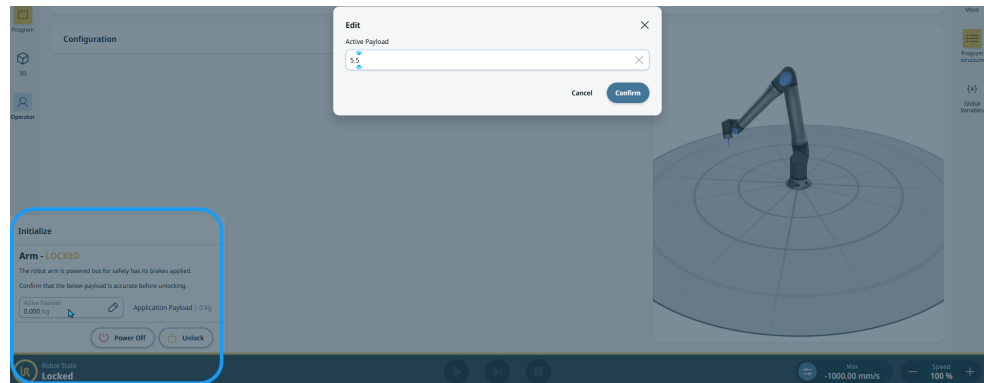 Program
3D
Operator
Configuration
Edit
Active Payload
5.5
Cancel
Confirm
Move
Program structure
{x}
Global Variables
Initialize
Arm - LOCKED
The robot arm is powered but for safety has its brakes applied.
Confirm that the below payload is accurate before unlocking.
Active Payload
0.000 kg
Application Payload | 0 kg
Power Off
Unlock
UR
Robot State
Locked
Max
-1000.00 mm/s
Speed
100 %